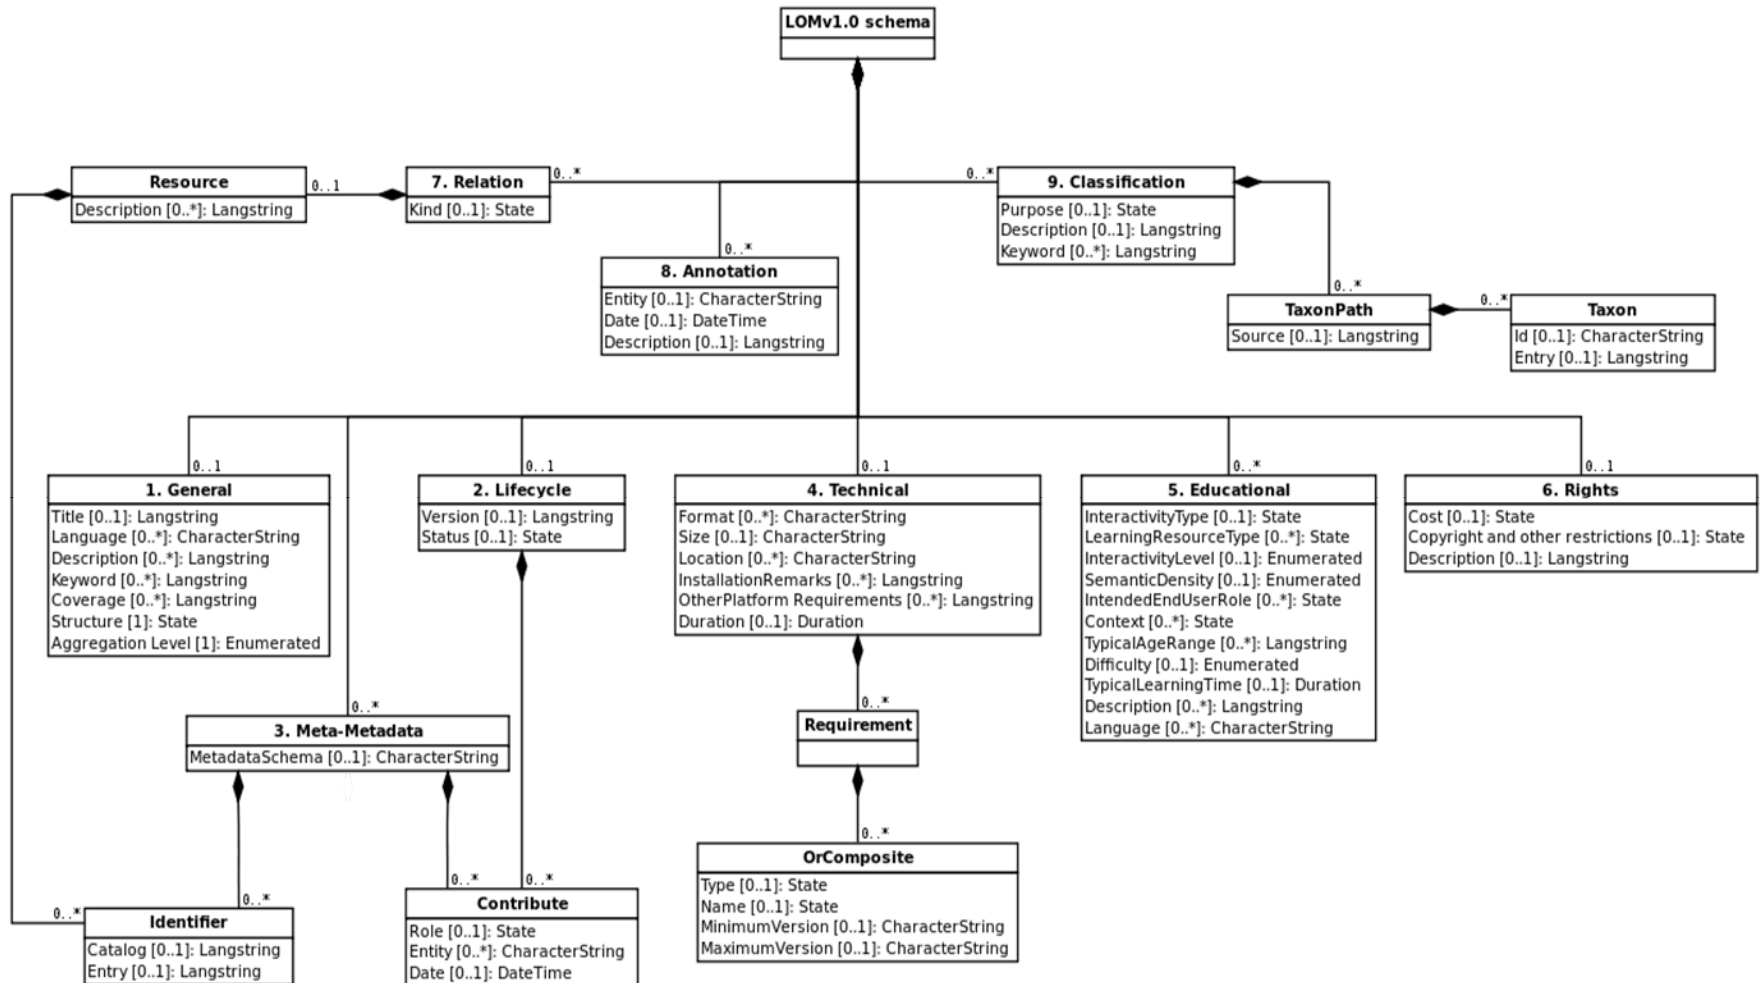 LOMv1.0 schema
Resource
Description [0..*]: Langstring
0..1
7. Relation
Kind [0..1]: State
0..*
0..*
9. Classification
Purpose [0..1]: State
Description [0..1]: Langstring
Keyword [0..*]: Langstring
0..*
8. Annotation
Entity [0..1]: CharacterString
Date [0..1]: DateTime
Description [0..1]: Langstring
0..*
TaxonPath
Source [0..1]: Langstring
0..*
Taxon
Id [0..1]: CharacterString
Entry [0..1]: Langstring
0..1
1. General
Title [0..1]: Langstring
Language [0..*]: CharacterString
Description [0..*]: Langstring
Keyword [0..*]: Langstring
Coverage [0..*]: Langstring
Structure [1]: State
Aggregation Level [1]: Enumerated
0..1
2. Lifecycle
Version [0..1]: Langstring
Status [0..1]: State
0..1
4. Technical
Format [0..*]: CharacterString
Size [0..1]: CharacterString
Location [0..*]: CharacterString
InstallationRemarks [0..*]: Langstring
OtherPlatform Requirements [0..*]: Langstring
Duration [0..1]: Duration
0..*
5. Educational
InteractivityType [0..1]: State
LearningResourceType [0..*]: State
InteractivityLevel [0..1]: Enumerated
SemanticDensity [0..1]: Enumerated
IntendedEndUserRole [0..*]: State
Context [0..*]: State
TypicalAgeRange [0..*]: Langstring
Difficulty [0..1]: Enumerated
TypicalLearningTime [0..1]: Duration
Description [0..*]: Langstring
Language [0..*]: CharacterString
0..1
6. Rights
Cost [0..1]: State
Copyright and other restrictions [0..1]: State
Description [0..1]: Langstring
0..*
3. Meta-Metadata
MetadataSchema [0..1]: CharacterString
0..*
Requirement
0..*
OrComposite
Type [0..1]: State
Name [0..1]: State
MinimumVersion [0..1]: CharacterString
MaximumVersion [0..1]: CharacterString
0..*
0..*
Identifier
Catalog [0..1]: Langstring
Entry [0..1]: Langstring
0..*
0..*
Contribute
Role [0..1]: State
Entity [0..*]: CharacterString
Date [0..1]: DateTime